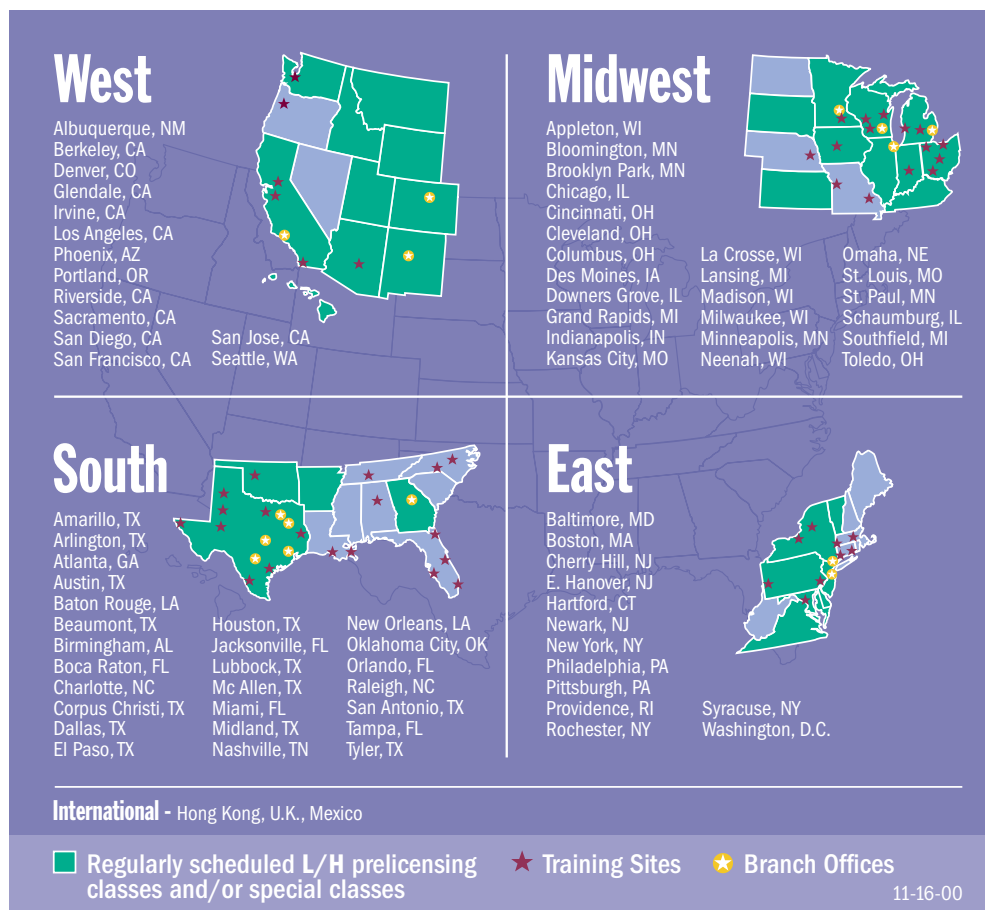 West
Albuquerque, NM
Berkeley, CA
Denver, CO
Glendale, CA
Irvine, CA
Los Angeles, CA
Phoenix, AZ
Portland, OR
Riverside, CA
Sacramento, CA
San Diego, CA
San Francisco, CA
San Jose, CA
Seattle, WA
Midwest
Appleton, WI
Bloomington, MN
Brooklyn Park, MN
Chicago, IL
Cincinnati, OH
Cleveland, OH
Columbus, OH
Des Moines, IA
Downers Grove, IL
Grand Rapids, MI
Indianapolis, IN
Kansas City, MO
La Crosse, WI
Lansing, MI
Madison, WI
Milwaukee, WI
Minneapolis, MN
Neenah, WI
Omaha, NE
St. Louis, MO
St. Paul, MN
Schaumburg, IL
Southfield, MI
Toledo, OH
South
Amarillo, TX
Arlington, TX
Atlanta, GA
Austin, TX
Baton Rouge, LA
Beaumont, TX
Birmingham, AL
Boca Raton, FL
Charlotte, NC
Corpus Christi, TX
Dallas, TX
El Paso, TX
Houston, TX
Jacksonville, FL
Lubbock, TX
Mc Allen, TX
Miami, FL
Midland, TX
Nashville, TN
New Orleans, LA
Oklahoma City, OK
Orlando, FL
Raleigh, NC
San Antonio, TX
Tampa, FL
Tyler, TX
East
Baltimore, MD
Boston, MA
Cherry Hill, NJ
E. Hanover, NJ
Hartford, CT
Newark, NJ
New York, NY
Philadelphia, PA
Pittsburgh, PA
Providence, RI
Rochester, NY
Syracuse, NY
Washington, D.C.
International - Hong Kong, U.K., Mexico
Regularly scheduled L/H prelicensing
classes and/or special classes
Training Sites
Branch Offices
11-16-00